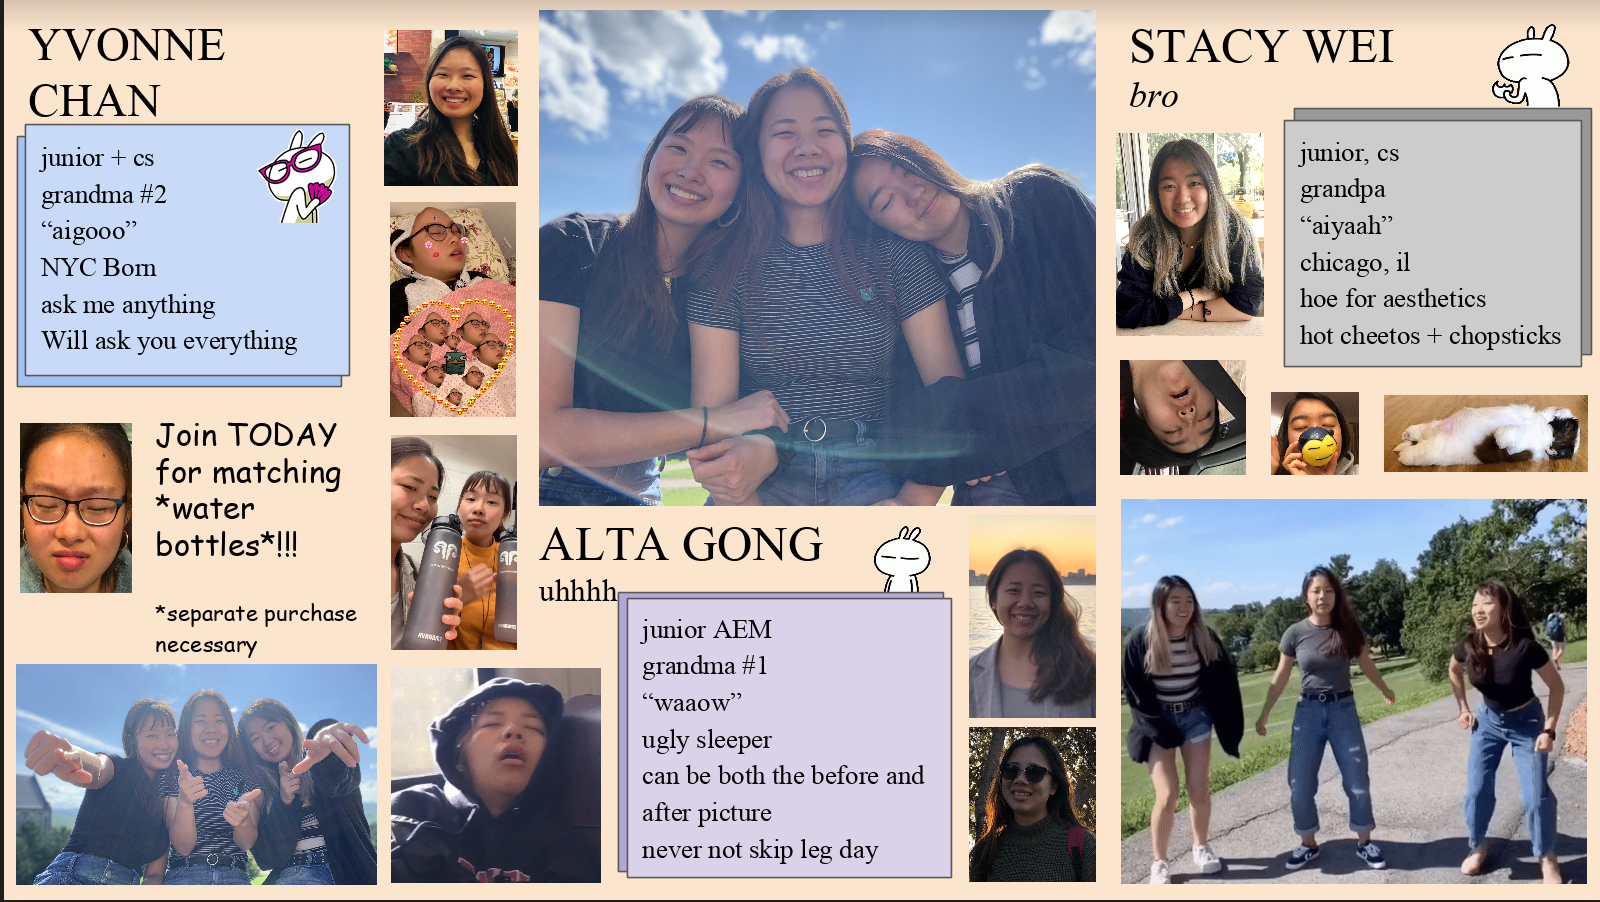 YVONNE
CHAN
junior + cs
grandma #2
“aigooo”
NYC Born
ask me anything
Will ask you everything
Join TODAY
for matching
*water
bottles*!!!
*separate purchase
necessary
ALTA GONG
uhhhh
junior AEM
grandma #1
“waaow”
ugly sleeper
can be both the before and
after picture
never not skip leg day
STACY WEI
bro
junior, cs
grandpa
“aiyaah”
chicago, il
hoe for aesthetics
hot cheetos + chopsticks